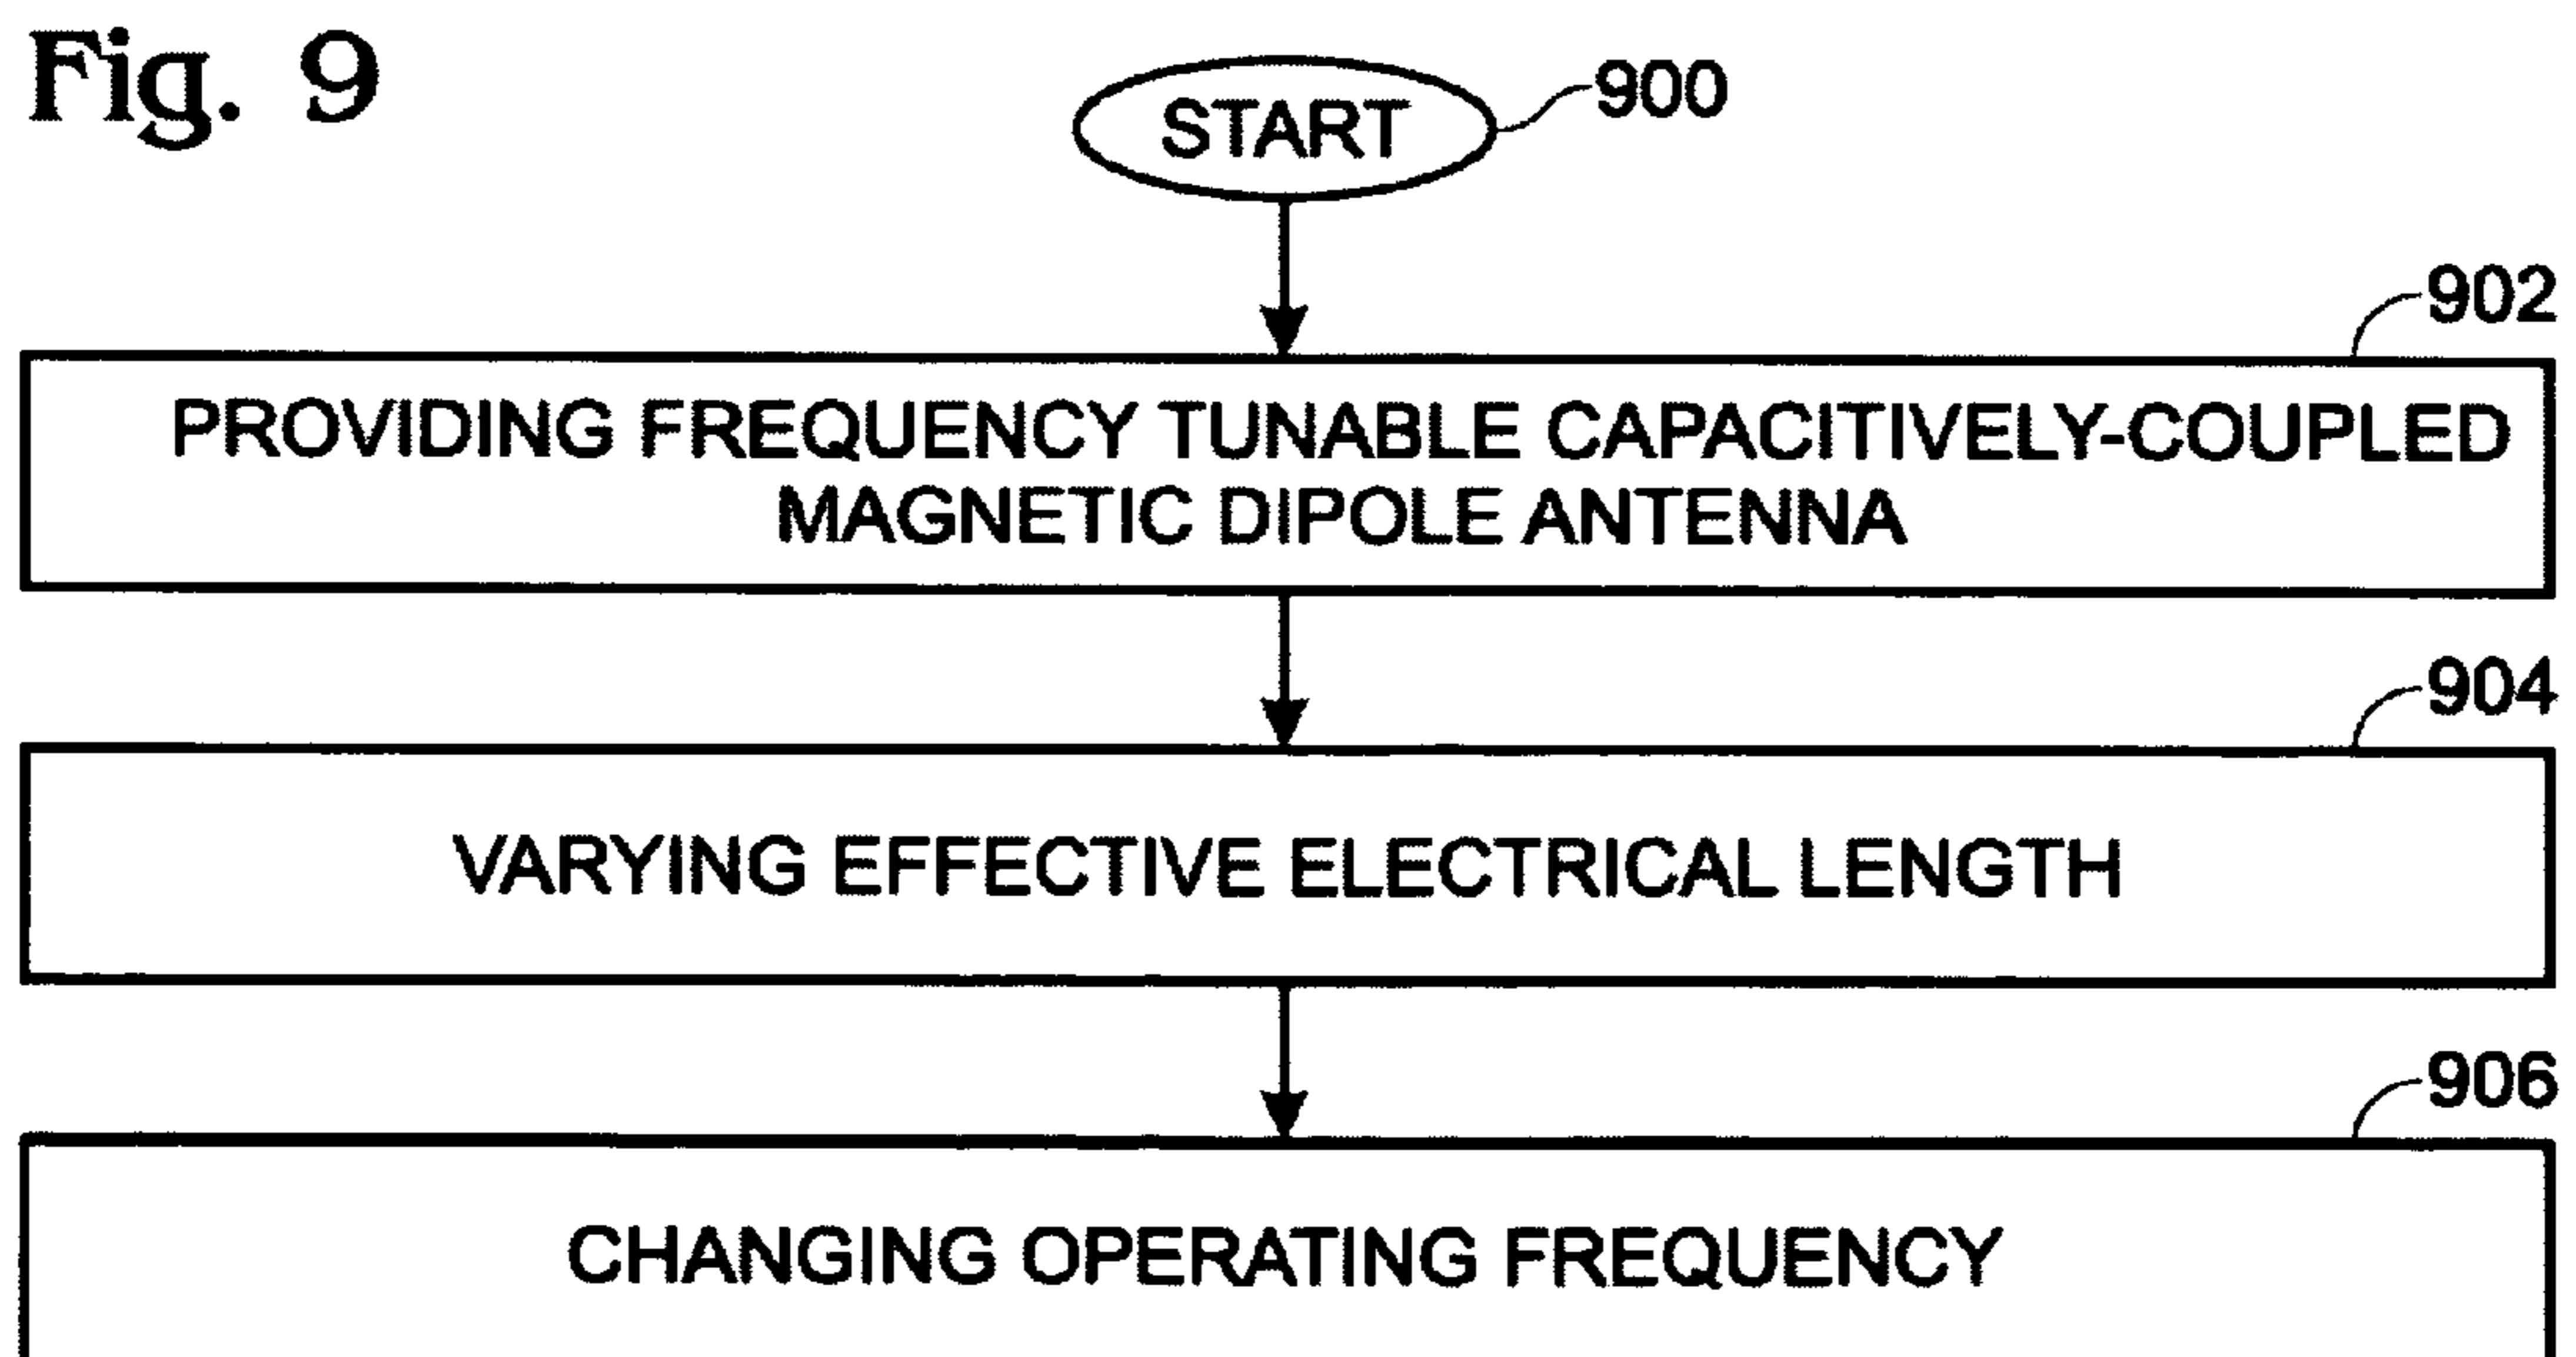 Fig. 9
START
900
902
PROVIDING FREQUENCY TUNABLE CAPACITIVELY-COUPLED
MAGNETIC DIPOLE ANTENNA
904
VARYING EFFECTIVE ELECTRICAL LENGTH
906
CHANGING OPERATING FREQUENCY